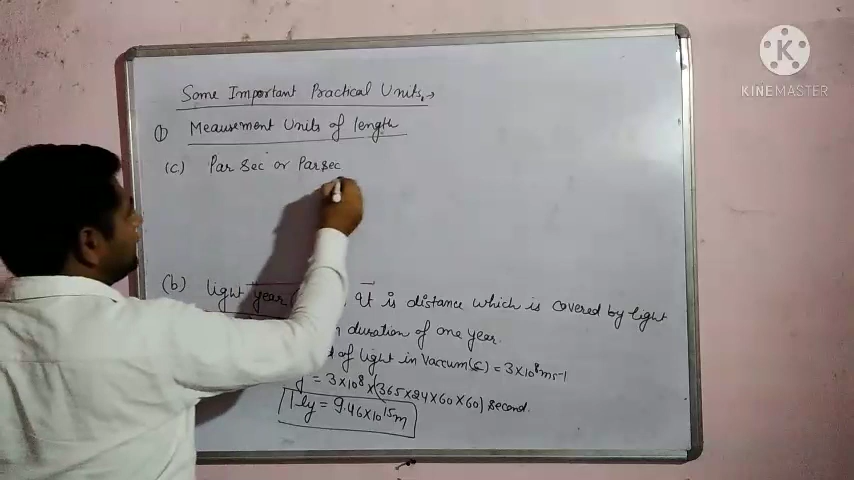 Some Important Practical Units,→
① Meausement Units of length
(c.) Par Sec or Parsec
(b) light year → It is distance which is covered by light
duration of one year.
of light in Vaccum(c) = 3×10⁸ms-1
y = 3×10⁸×(365×24×60×60) Second.
1 ly = 9.46×10¹⁵m
K
KINEMASTER